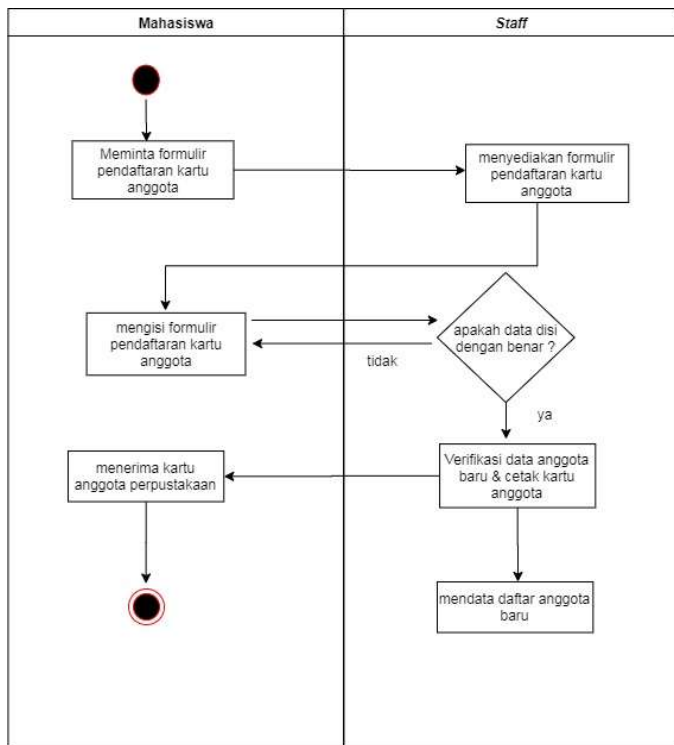 Mahasiswa
Staff
Meminta formulir
pendaftaran kartu
anggota
menyediakan formulir
pendaftaran kartu
anggota
mengisi formulir
pendaftaran kartu
anggota
apakah data disi
dengan benar ?
tidak
ya
menerima kartu
anggota perpustakaan
Verifikasi data anggota
baru & cetak kartu
anggota
mendata daftar anggota
baru